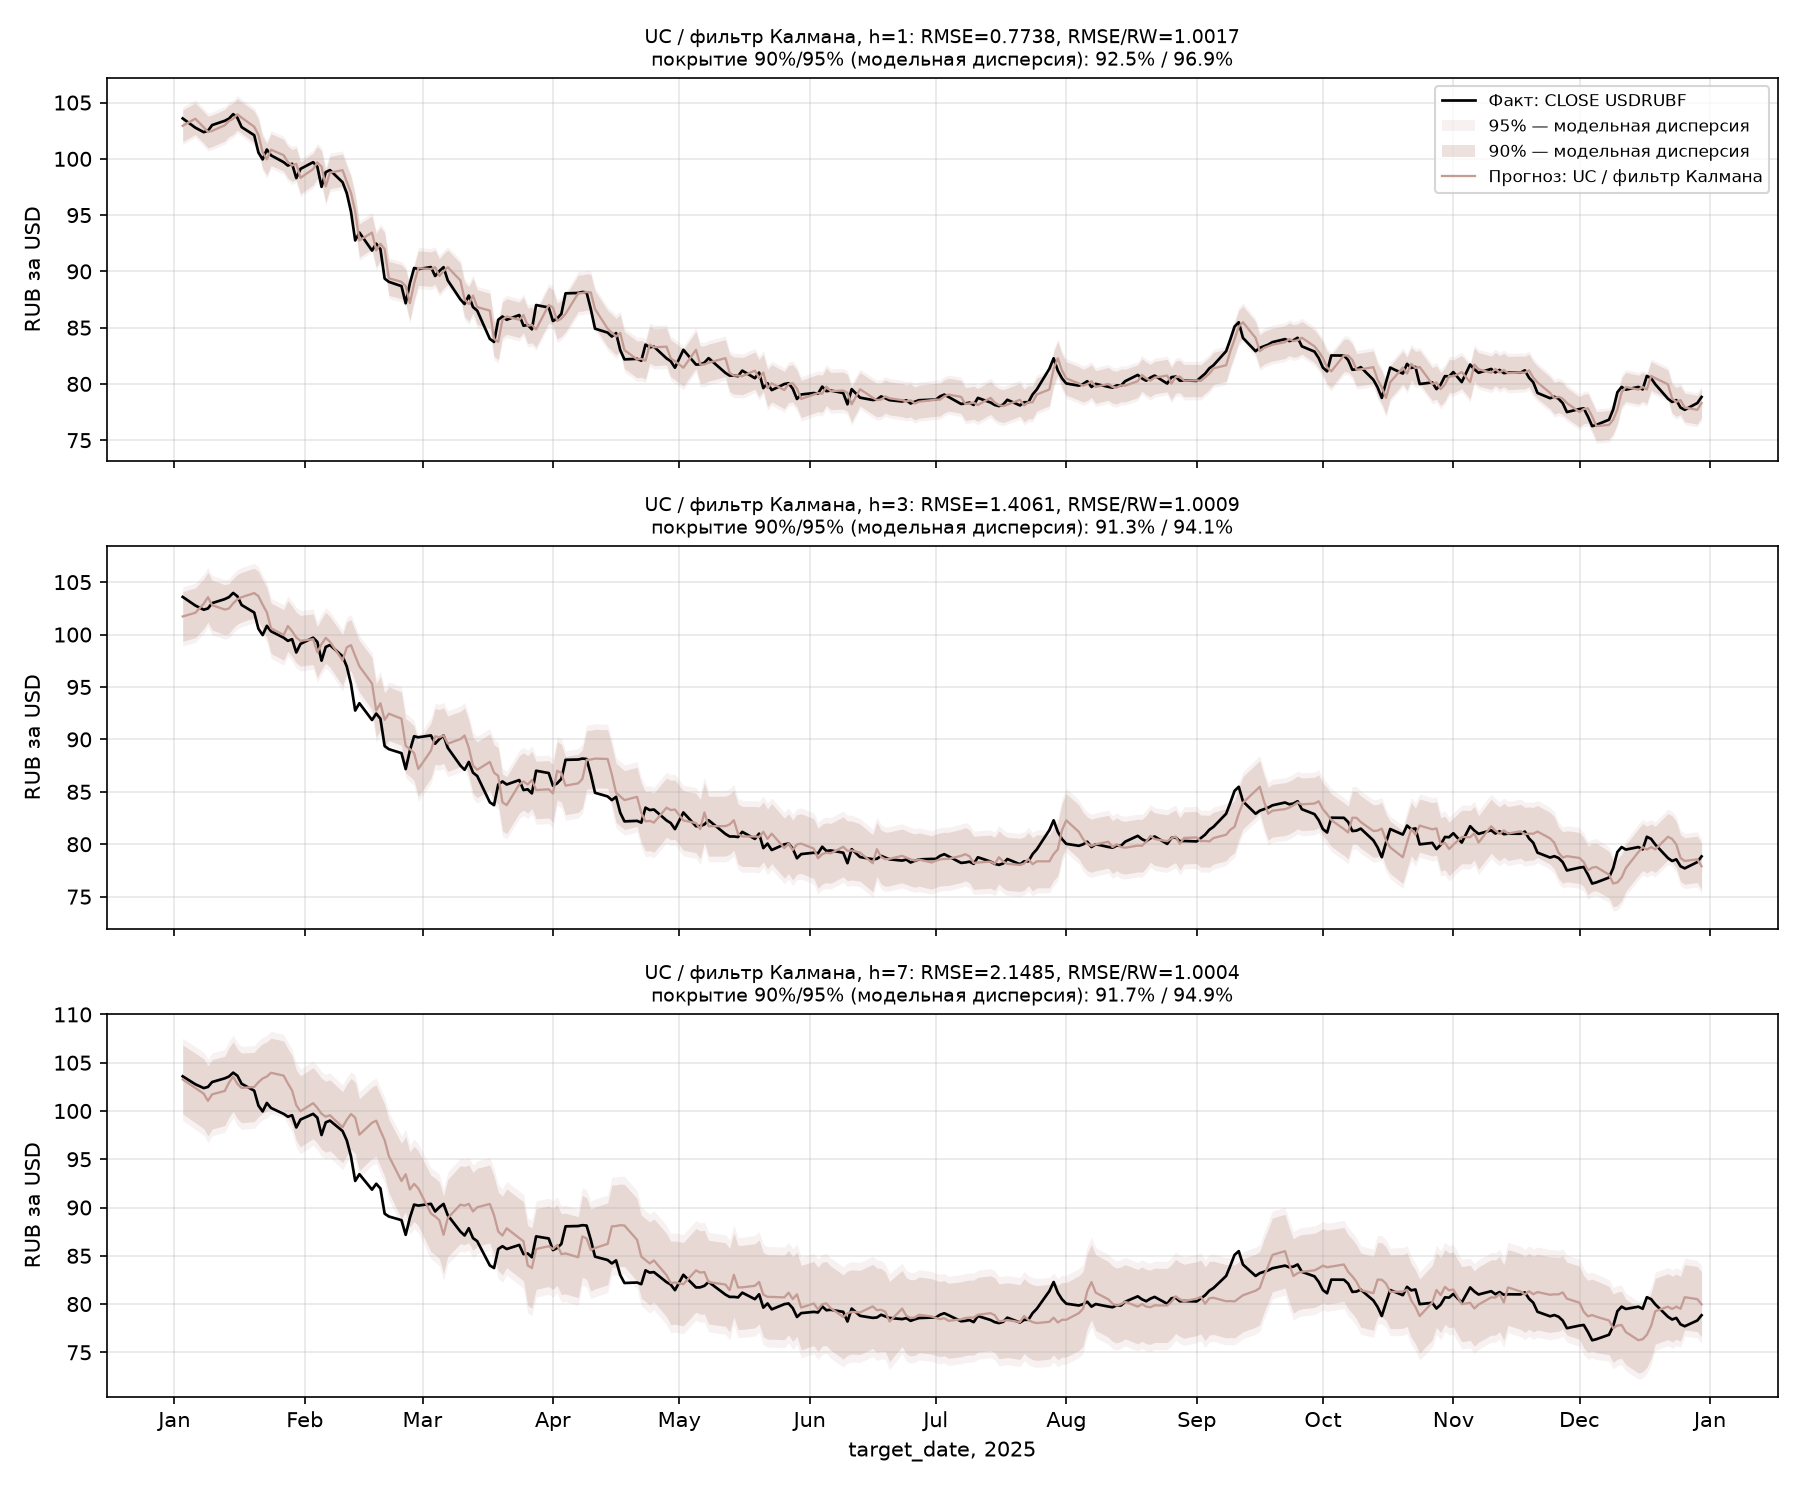 UC / фильтр Калмана, h=1: RMSE=0.7738, RMSE/RW=1.0017
покрытие 90%/95% (модельная дисперсия): 92.5% / 96.9%
105
100
95
90
85
80
75
RUB за USD
Факт: CLOSE USDRUBF
95% — модельная дисперсия
90% — модельная дисперсия
Прогноз: UC / фильтр Калмана
UC / фильтр Калмана, h=3: RMSE=1.4061, RMSE/RW=1.0009
покрытие 90%/95% (модельная дисперсия): 91.3% / 94.1%
105
100
95
90
85
80
75
RUB за USD
UC / фильтр Калмана, h=7: RMSE=2.1485, RMSE/RW=1.0004
покрытие 90%/95% (модельная дисперсия): 91.7% / 94.9%
110
105
100
95
90
85
80
75
RUB за USD
Jan Feb Mar Apr May Jun Jul Aug Sep Oct Nov Dec Jan
target_date, 2025